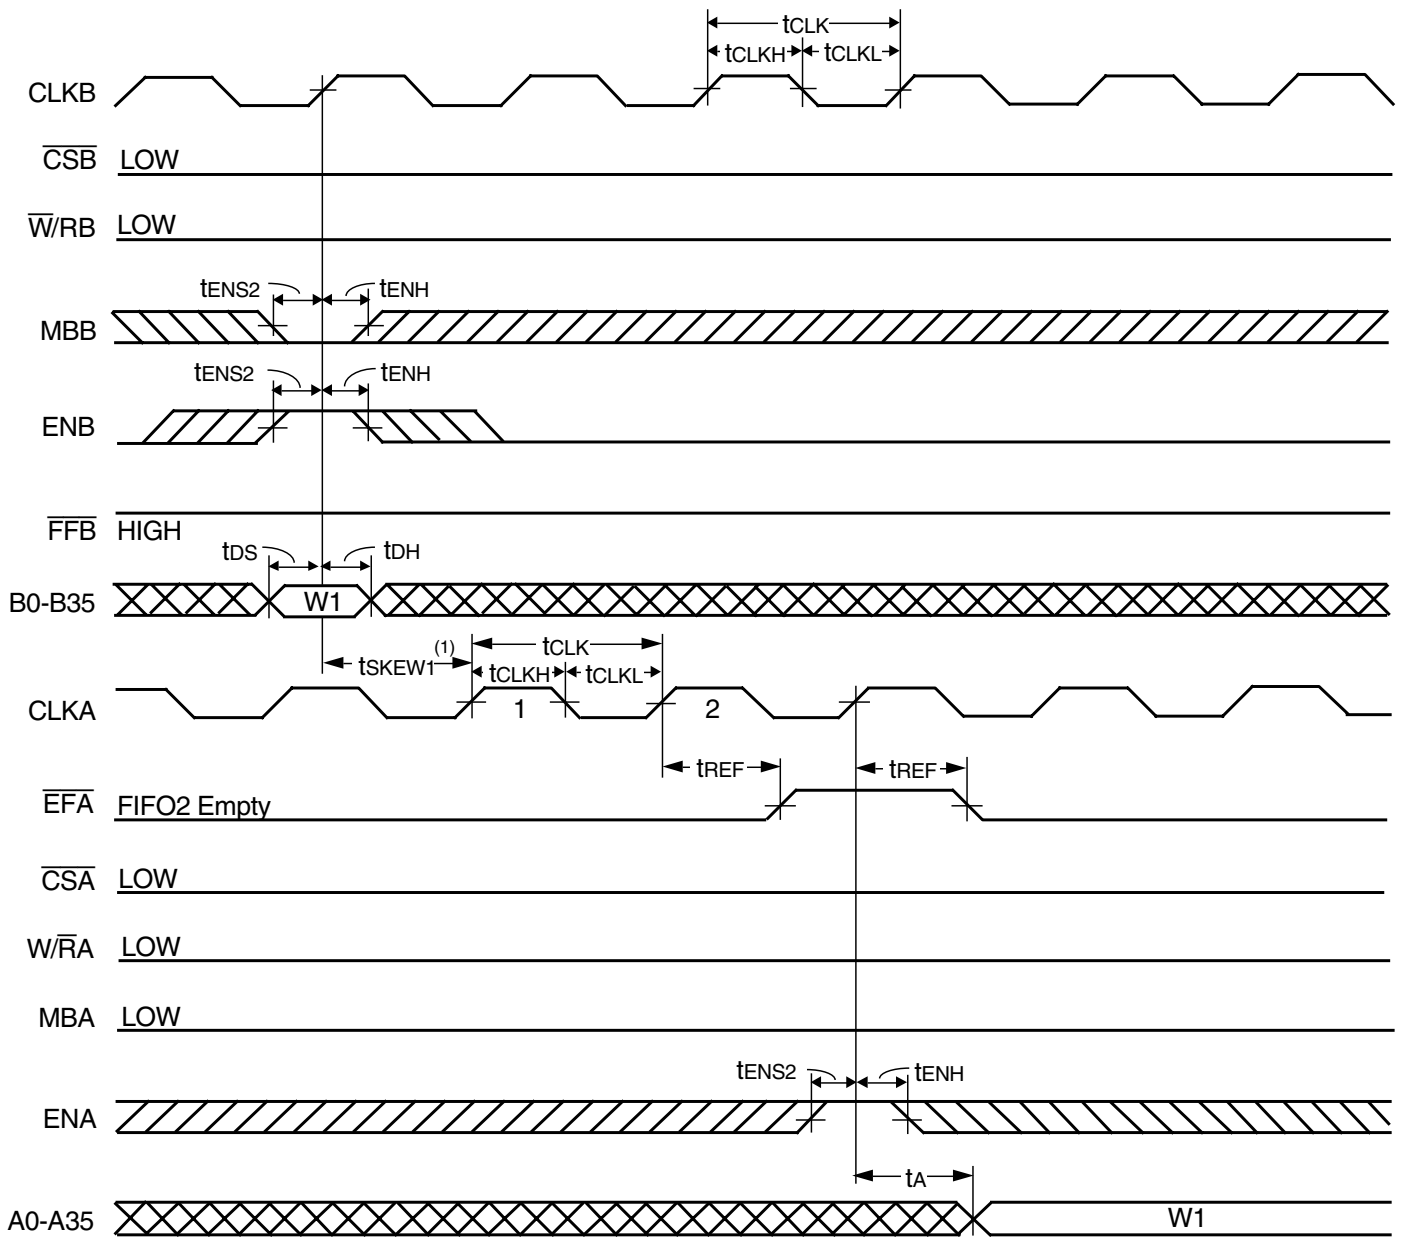 tCLK
tCLKH tCLKL
CLKB
CSB LOW
W/RB LOW
tENS2 tENH
MBB
tENS2 tENH
ENB
FFB HIGH
tDS tDH
B0-B35 W1
tSKEW1(1) tCLK
tCLKH tCLKL
CLKA 1 2
tREF tREF
EFA FIFO2 Empty
CSA LOW
W/RA LOW
MBA LOW
tENS2 tENH
ENA
tA
A0-A35 W1